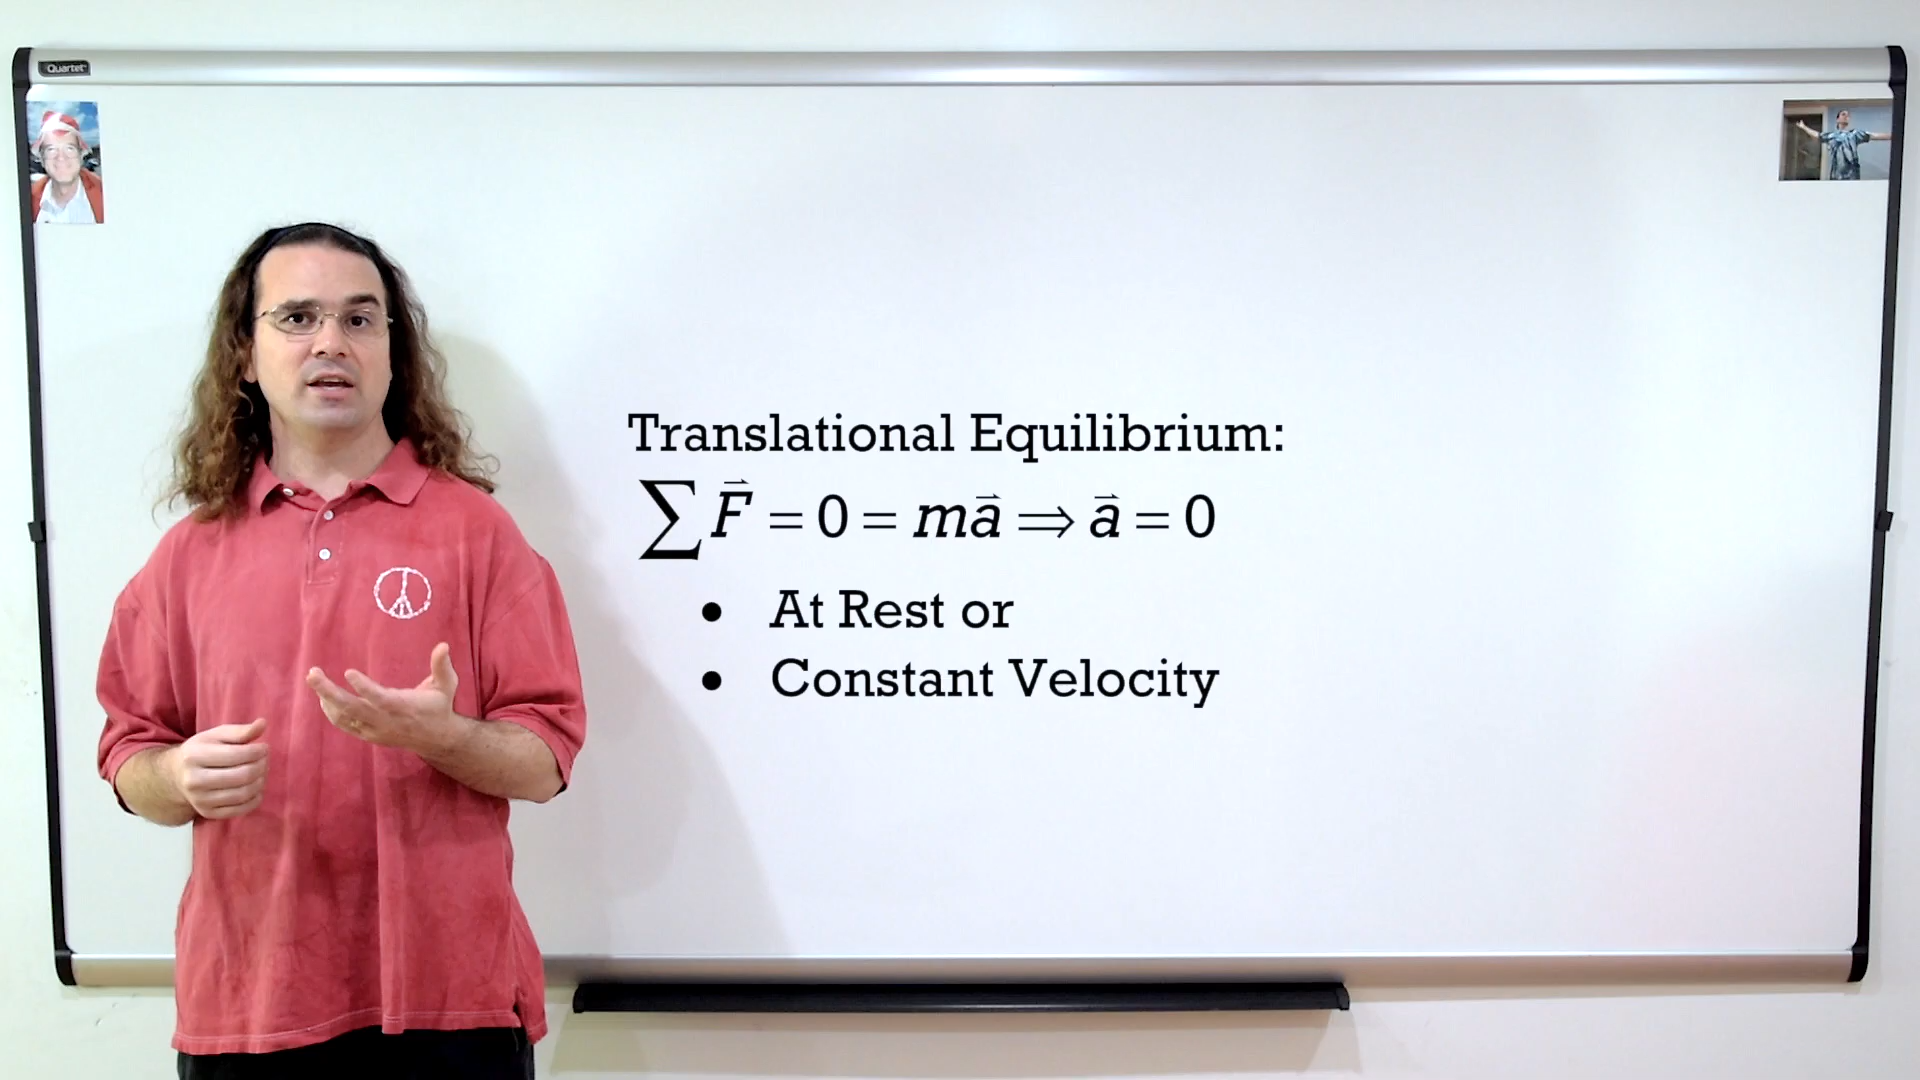 Quartet
Translational Equilibrium:
∑F⃗ = 0 = ma⃗ ⇒ a⃗ = 0
• At Rest or
• Constant Velocity